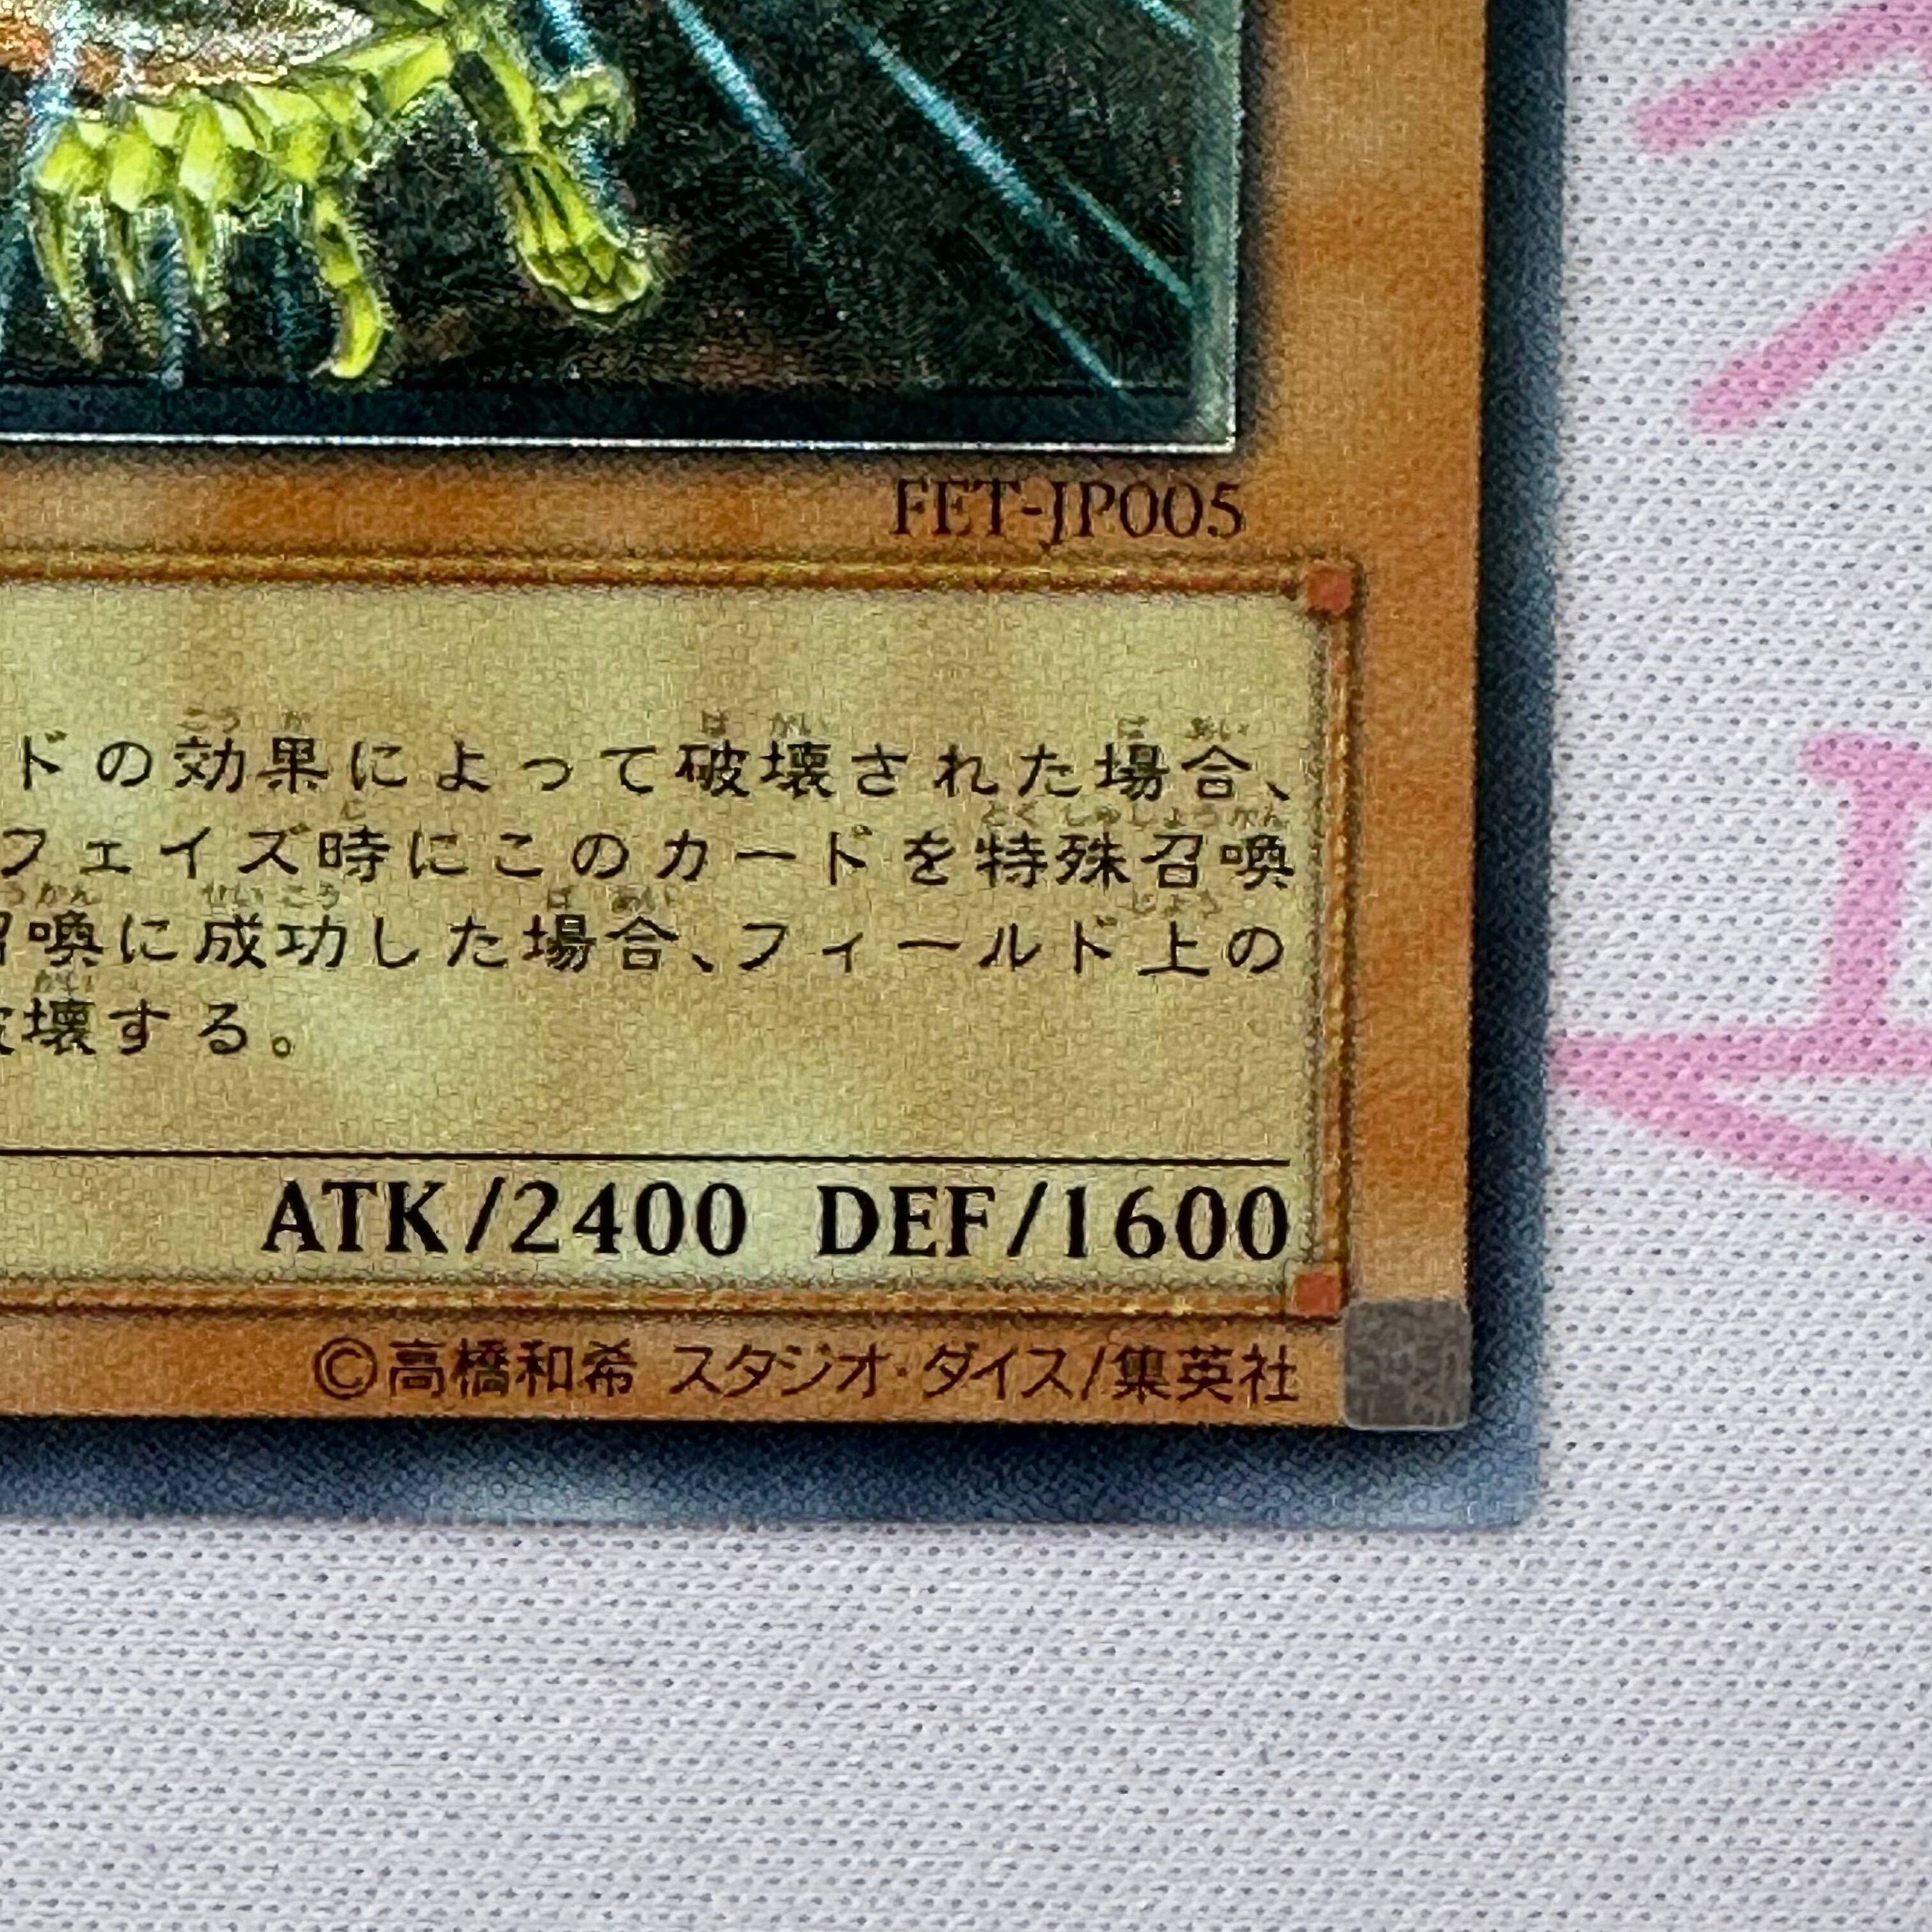 FET-JP005
ドの効果によって破壊された場合、
フェイズ時にこのカードを特殊召喚
召喚に成功した場合、フィールド上の
破壊する。
ATK/2400 DEF/1600
©高橋和希 スタジオ・ダイス/集英社